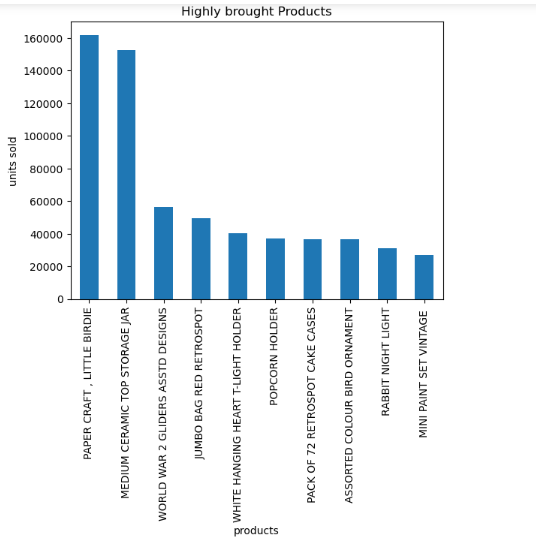 Highly brought Products
units sold
160000
140000
120000
100000
80000
60000
40000
20000
0
PAPER CRAFT , LITTLE BIRDIE
MEDIUM CERAMIC TOP STORAGE JAR
WORLD WAR 2 GLIDERS ASSTD DESIGNS
JUMBO BAG RED RETROSPOT
WHITE HANGING HEART T-LIGHT HOLDER
POPCORN HOLDER
PACK OF 72 RETROSPOT CAKE CASES
ASSORTED COLOUR BIRD ORNAMENT
RABBIT NIGHT LIGHT
MINI PAINT SET VINTAGE
products